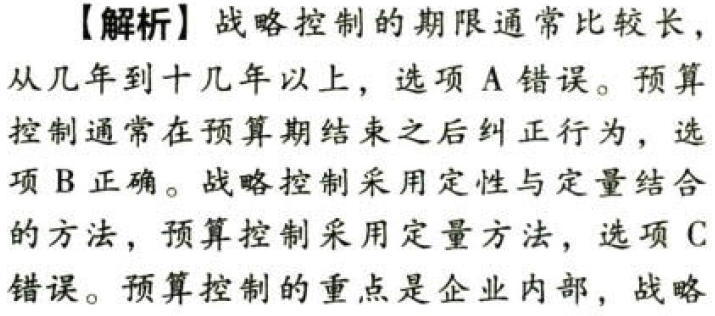 【解析】战略控制的期限通常比较长，
从几年到十几年以上，选项 A 错误。预算
控制通常在预算期结束之后纠正行为，选
项 B 正确。战略控制采用定性与定量结合
的方法，预算控制采用定量方法，选项 C
错误。预算控制的重点是企业内部，战略